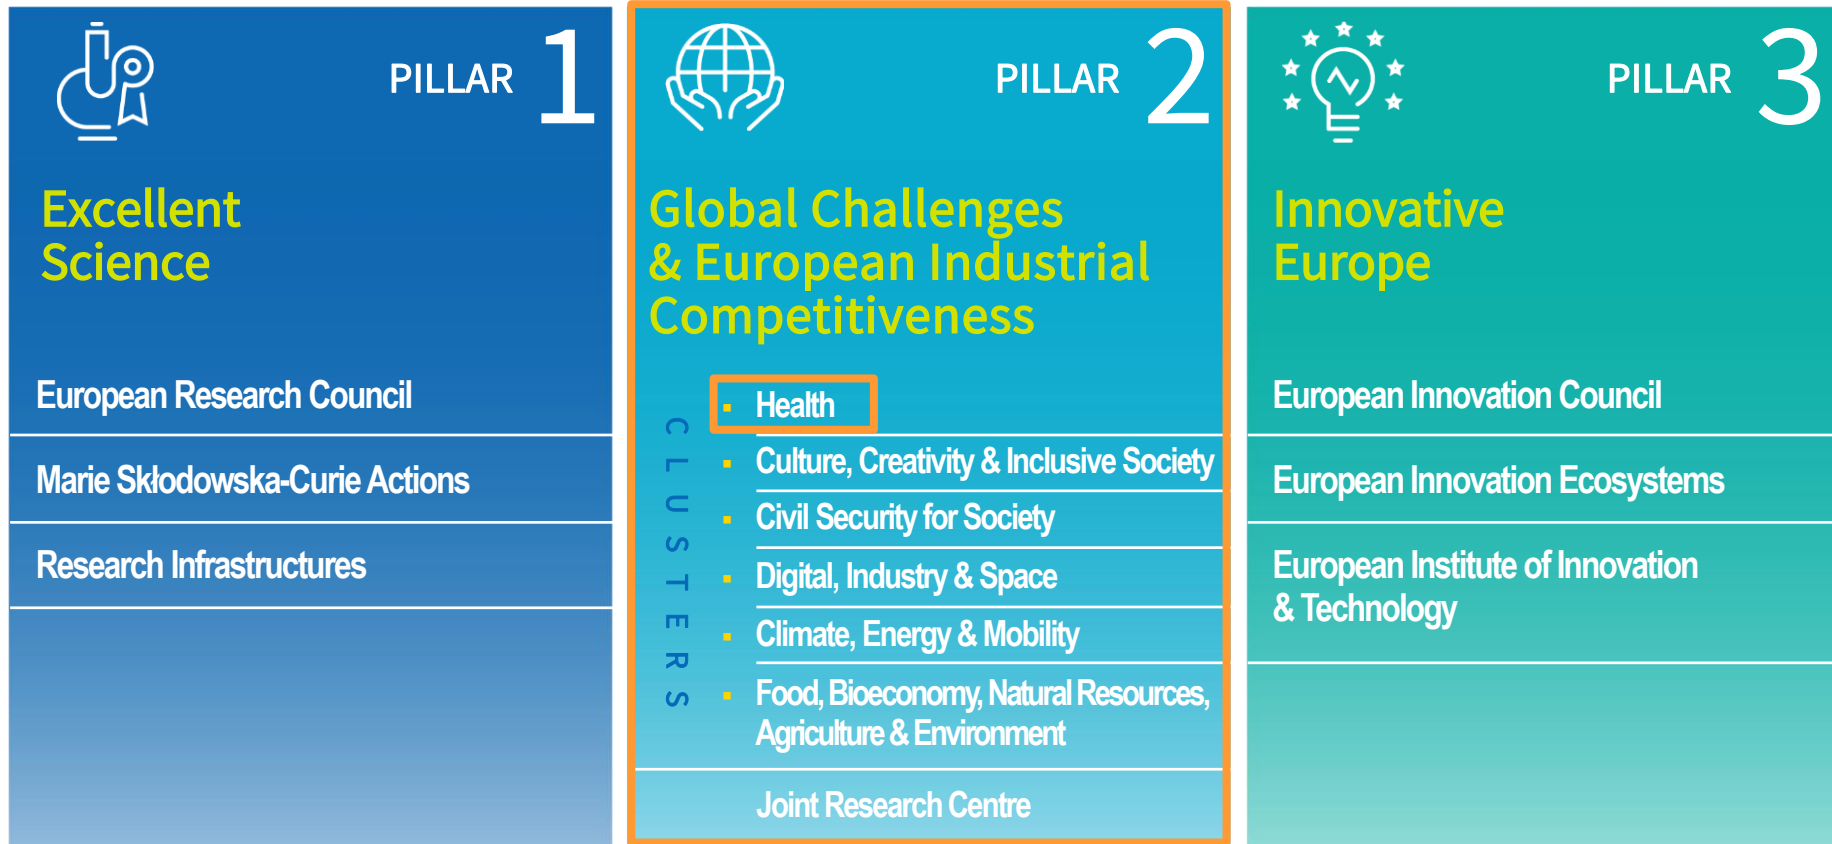 PILLAR 1
Excellent
Science
European Research Council
Marie Skłodowska-Curie Actions
Research Infrastructures
PILLAR 2
Global Challenges
& European Industrial
Competitiveness
CLUSTERS
▪ Health
▪ Culture, Creativity & Inclusive Society
▪ Civil Security for Society
▪ Digital, Industry & Space
▪ Climate, Energy & Mobility
▪ Food, Bioeconomy, Natural Resources,
Agriculture & Environment
Joint Research Centre
PILLAR 3
Innovative
Europe
European Innovation Council
European Innovation Ecosystems
European Institute of Innovation
& Technology